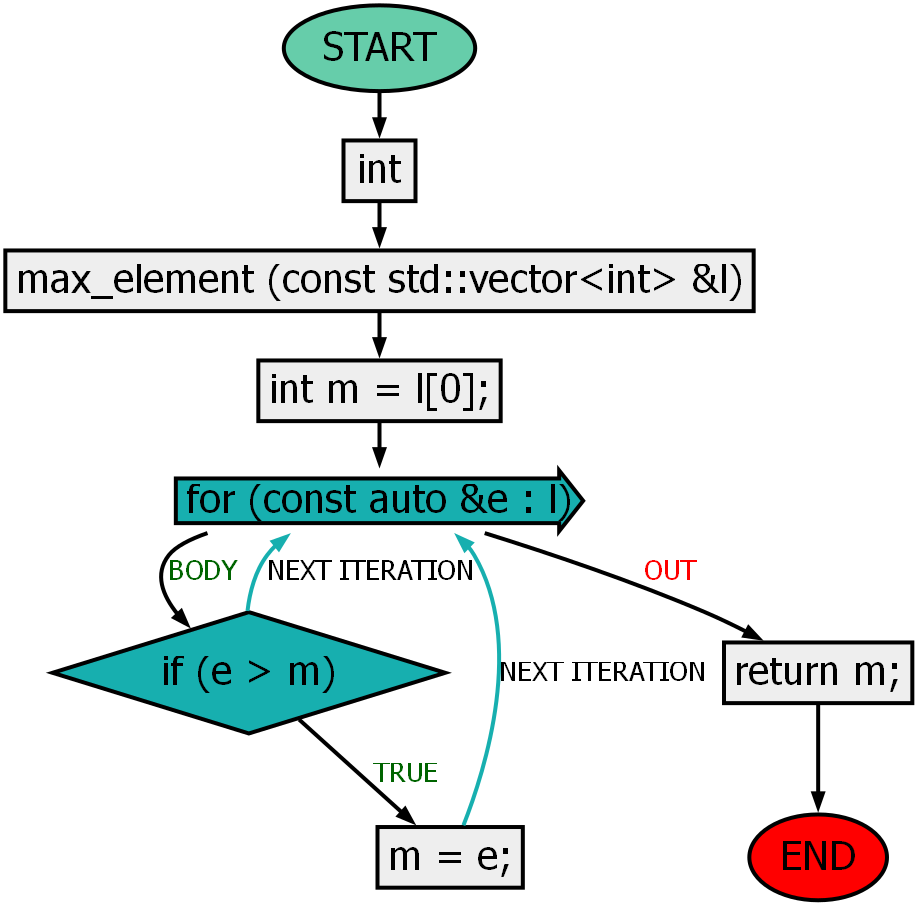 START
int
max_element (const std::vector<int> &l)
int m = l[0];
for (const auto &e : l)
BODY
NEXT ITERATION
OUT
if (e > m)
NEXT ITERATION
return m;
TRUE
m = e;
END